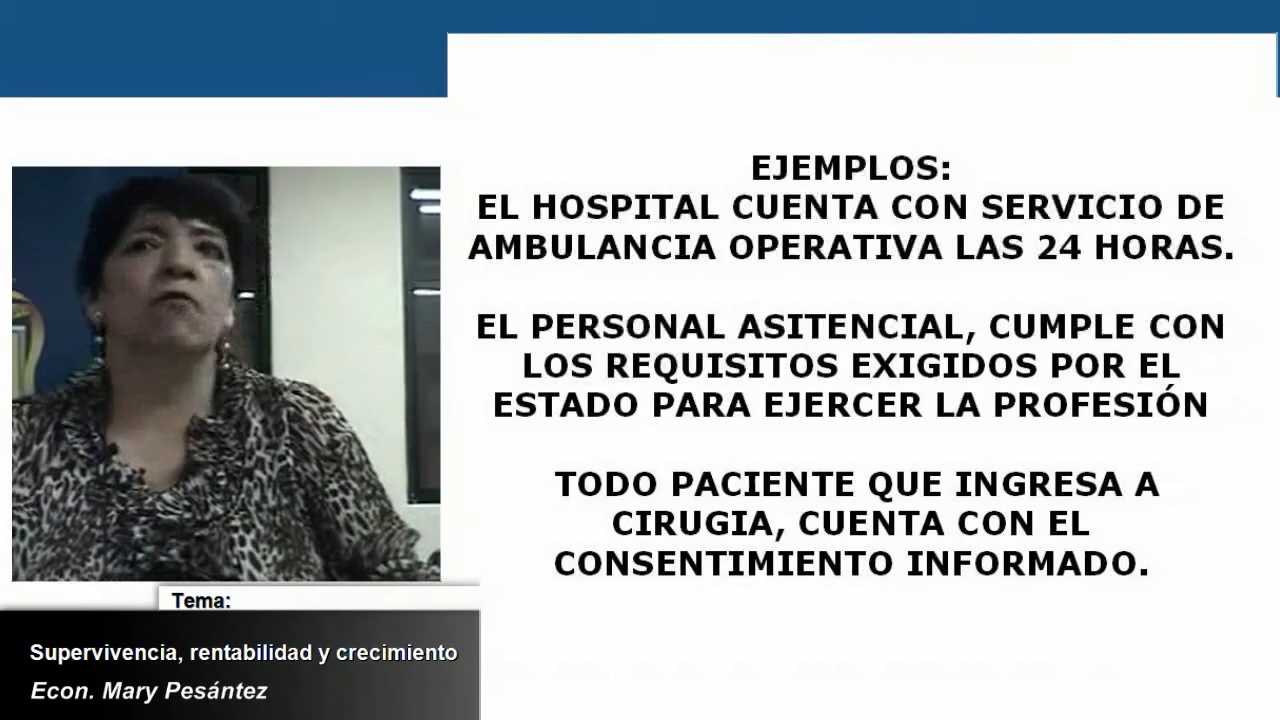 EJEMPLOS:
EL HOSPITAL CUENTA CON SERVICIO DE
AMBULANCIA OPERATIVA LAS 24 HORAS.
EL PERSONAL ASITENCIAL, CUMPLE CON
LOS REQUISITOS EXIGIDOS POR EL
ESTADO PARA EJERCER LA PROFESIÓN
TODO PACIENTE QUE INGRESA A
CIRUGIA, CUENTA CON EL
CONSENTIMIENTO INFORMADO.
Tema:
Supervivencia, rentabilidad y crecimiento
Econ. Mary Pesántez